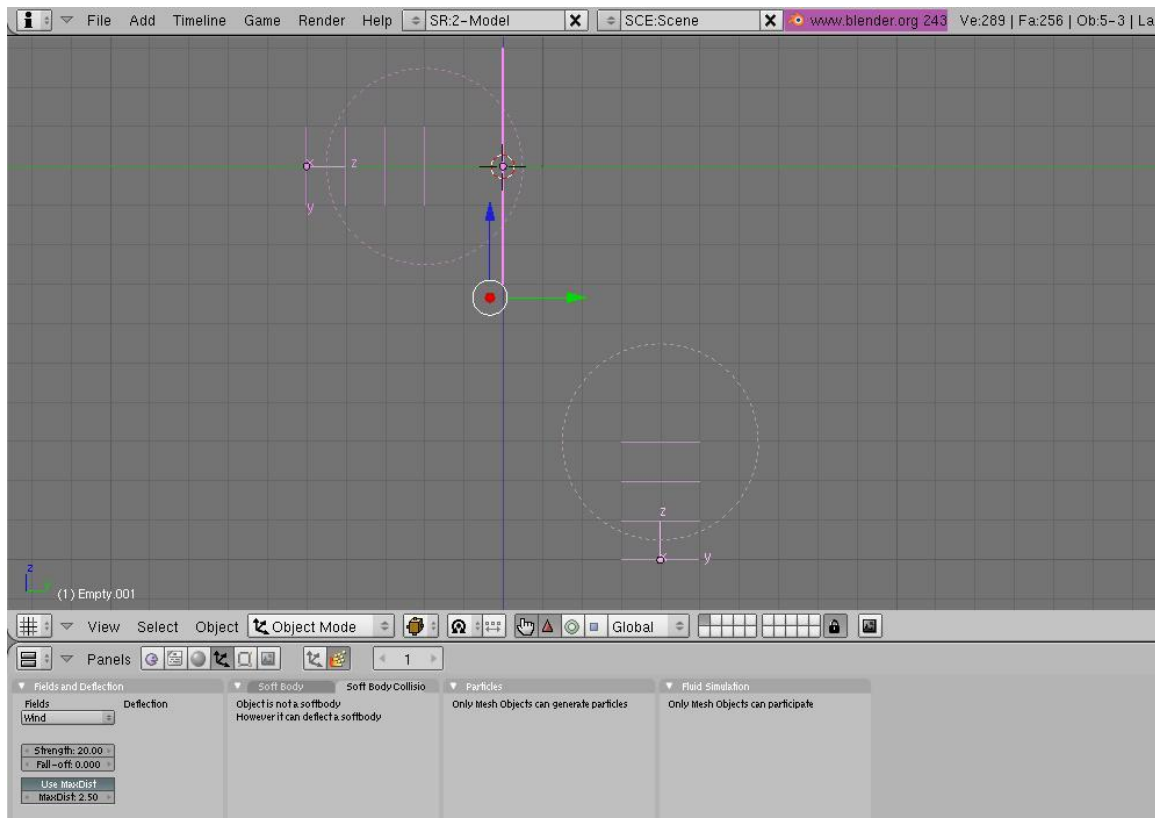 File Add Timeline Game Render Help SR:2-Model SCE:Scene www.blender.org 243 Ve:289 | Fa:256 | Ob:5-3 | La
x z
y
z
x y
z
y
(1) Empty.001
View Select Object Object Mode Global
Panels 1
Fields and Deflection Soft Body Soft Body Collisio Particles Fluid Simulation
Fields Deflection Object is not a softbody Only Mesh Objects can generate particles Only Mesh Objects can participate
Wind However it can deflect a softbody
Strength: 20.00
Fall-off: 0.000
Use MaxDist
MaxDist: 2.50